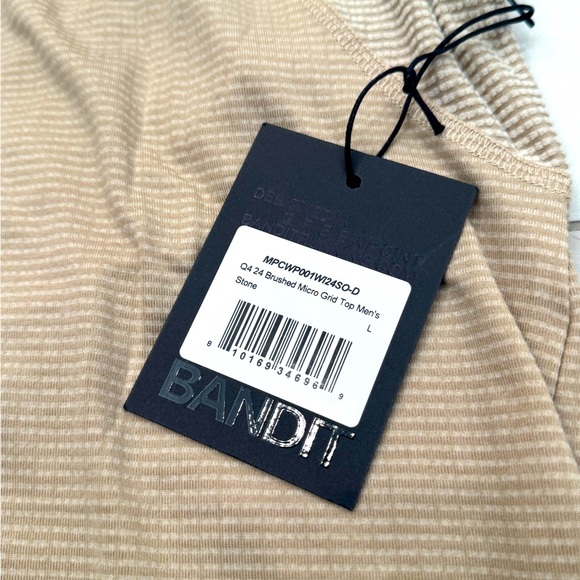 MPCWP001WI24SO-D
Q4 24 Brushed Micro Grid Top Men's
Stone
L
8 10169 34696 9
BANDIT